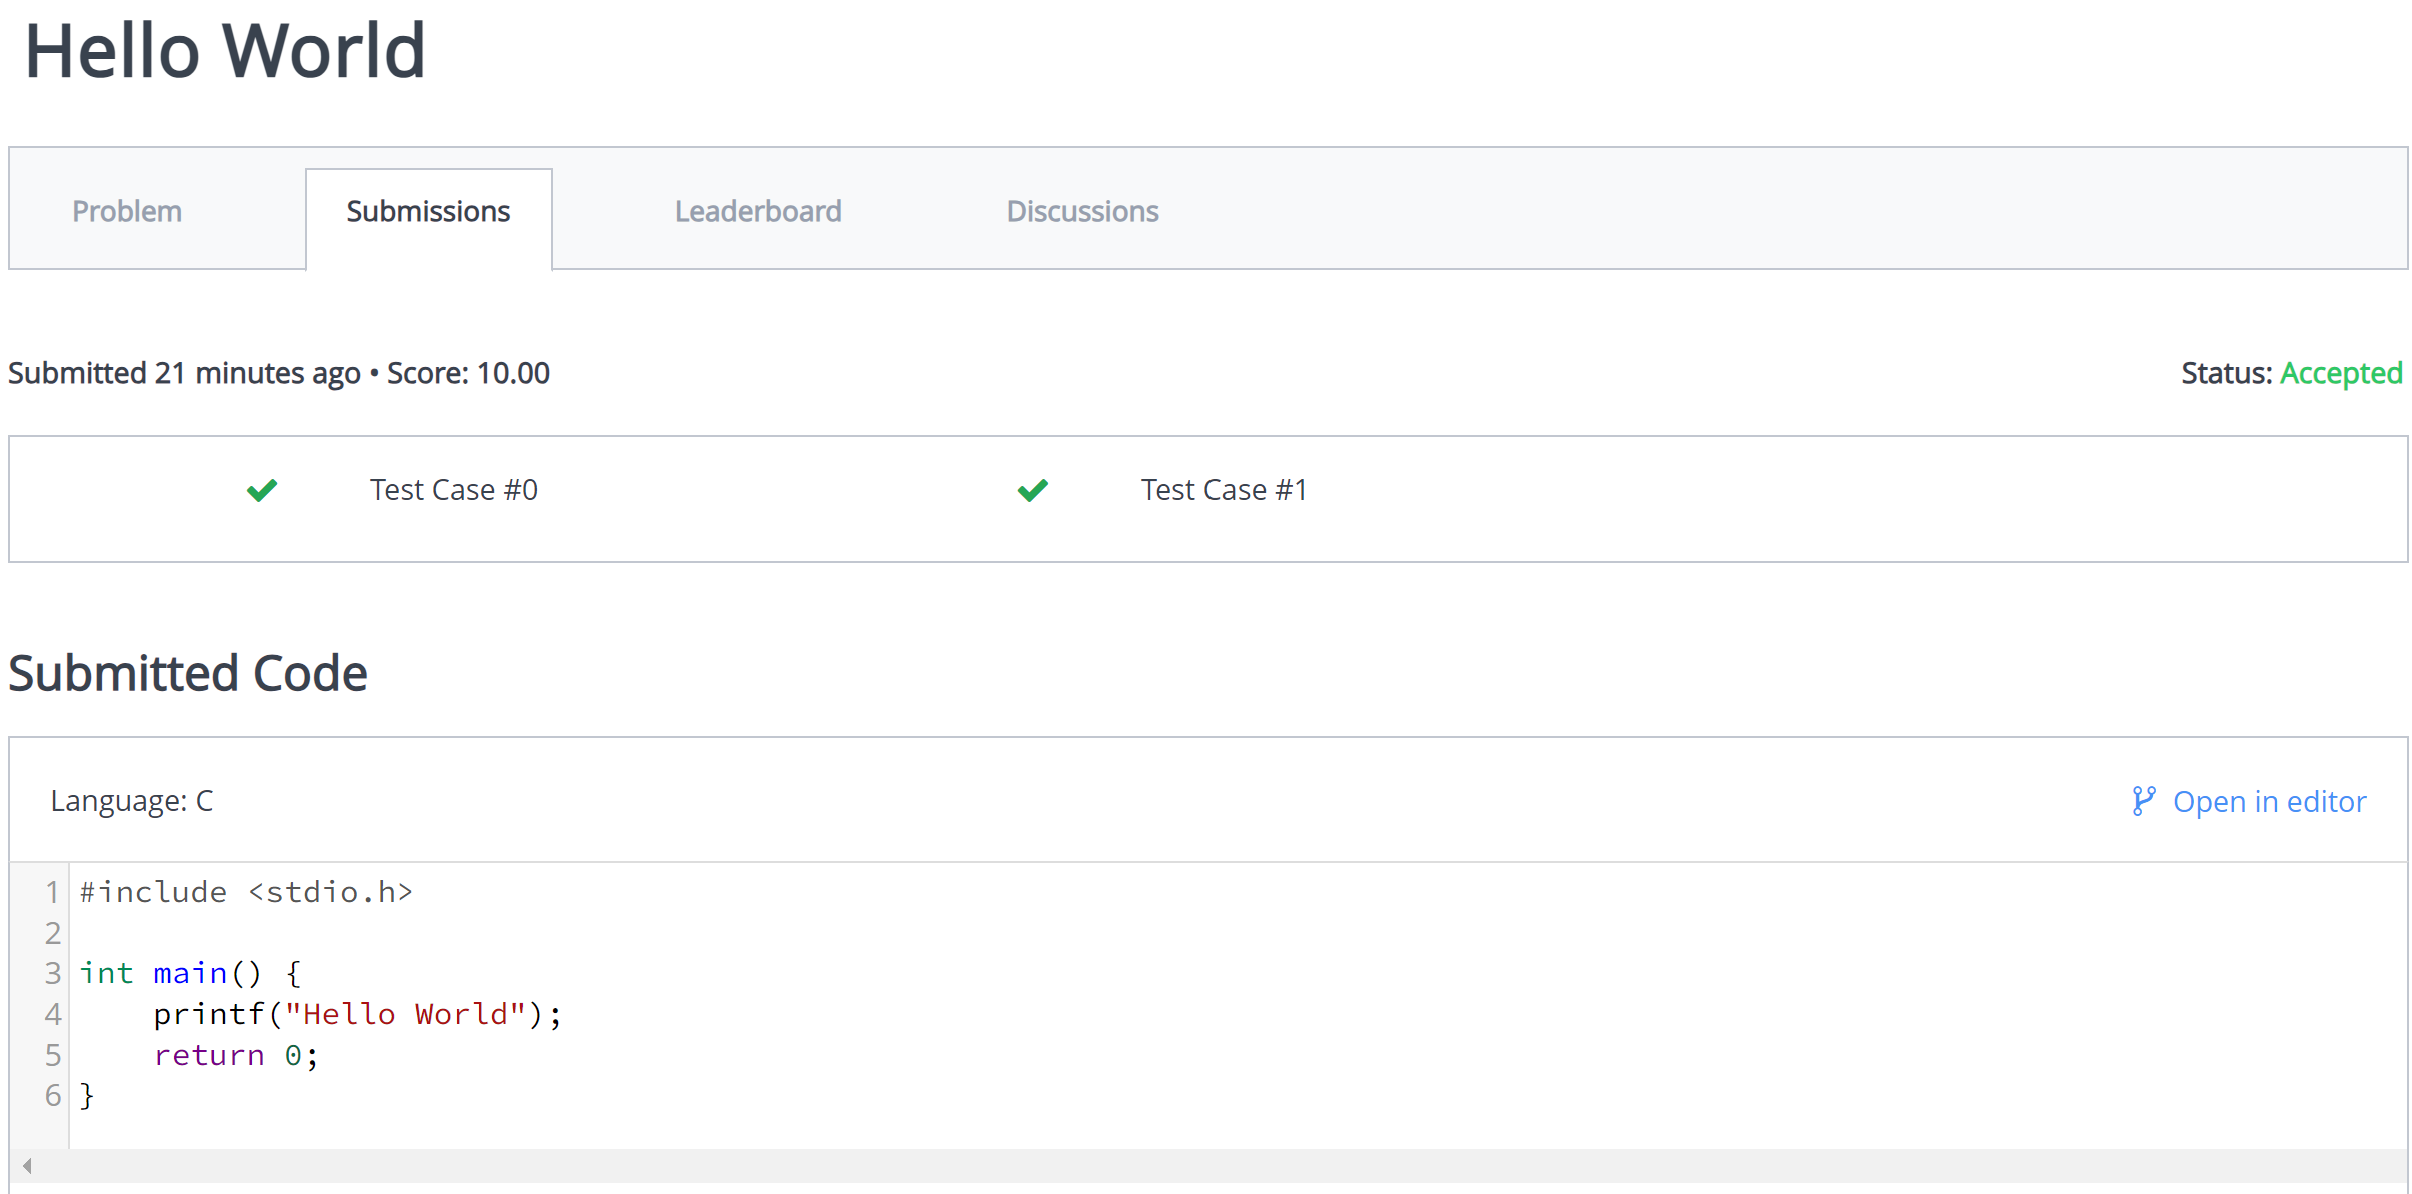 Hello World
Problem Submissions Leaderboard Discussions
Submitted 21 minutes ago • Score: 10.00 Status: Accepted
Test Case #0 Test Case #1
Submitted Code
Language: C Open in editor
1 #include <stdio.h>
2
3 int main() {
4     printf("Hello World");
5     return 0;
6 }